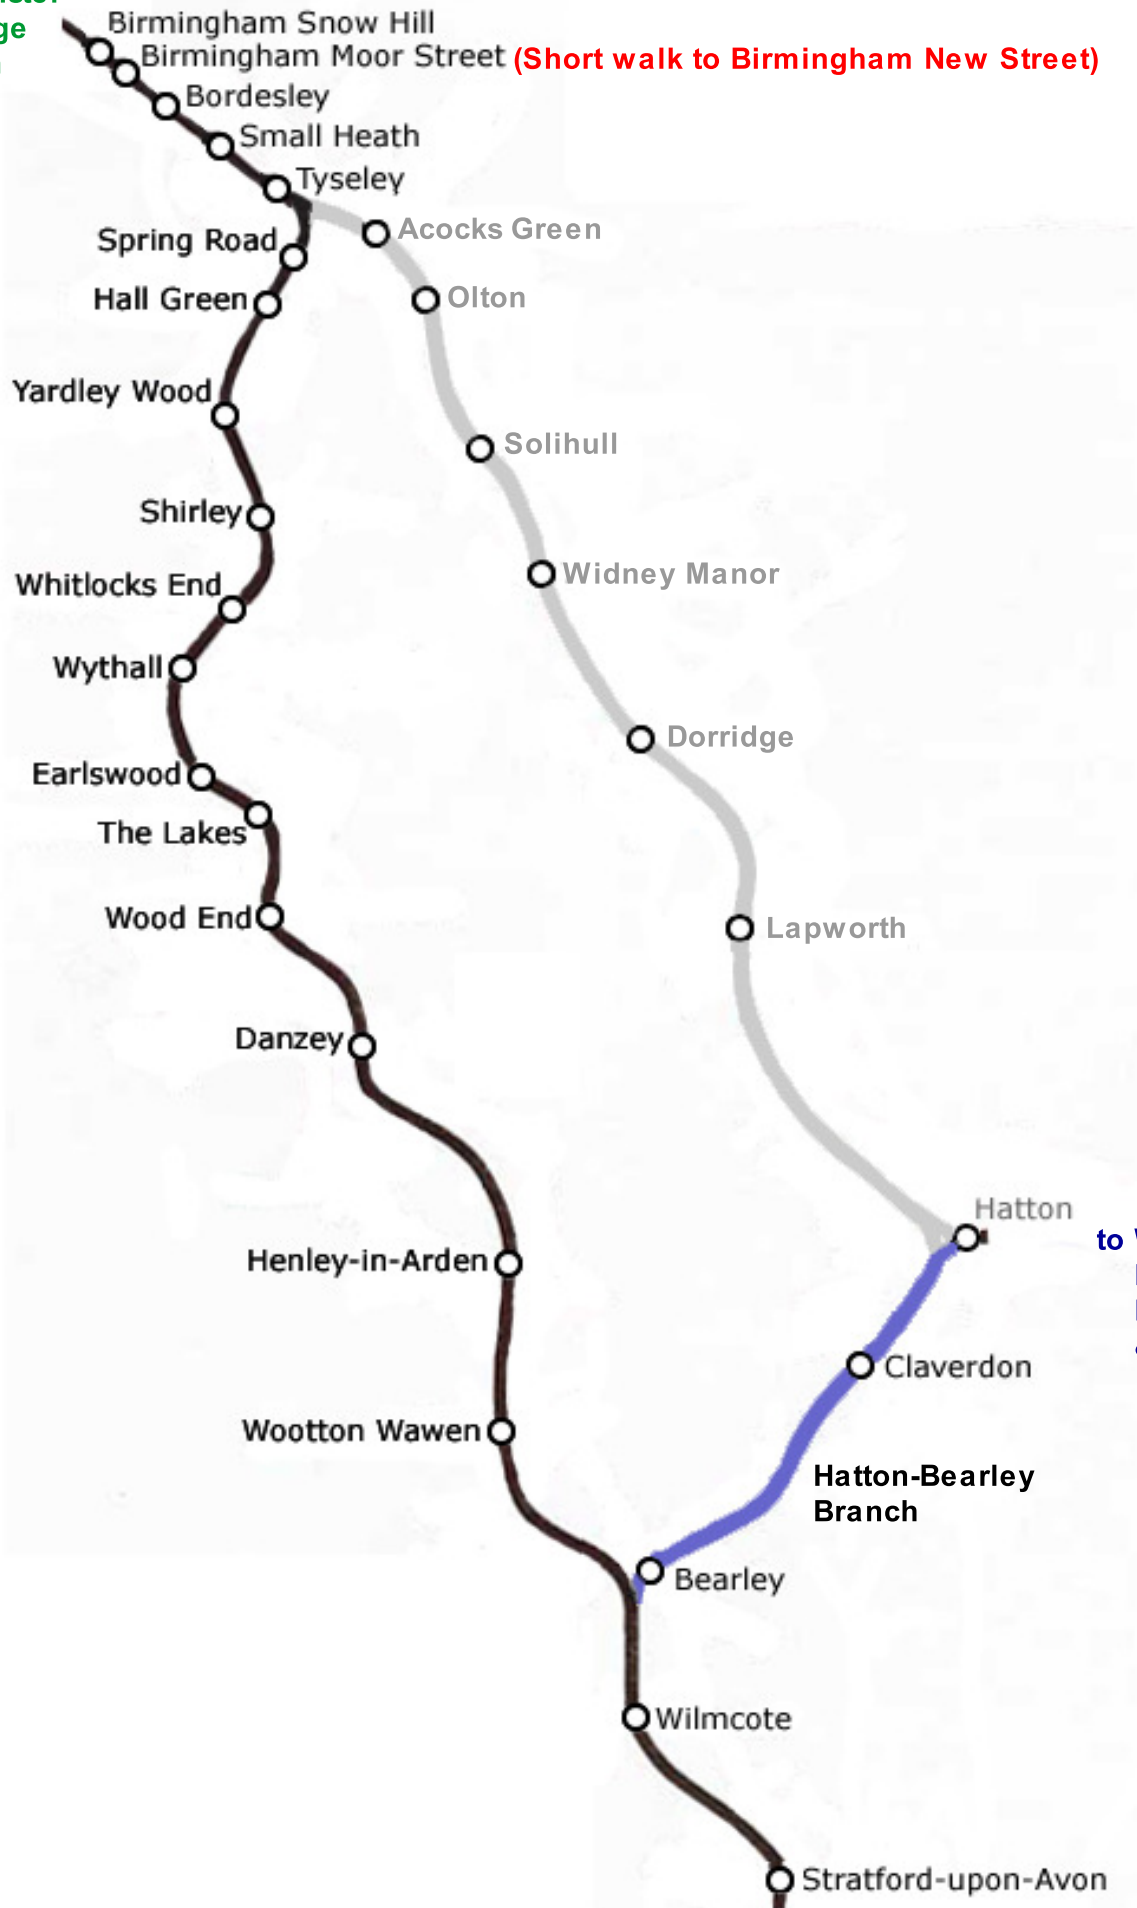 ge
Birmingham Snow Hill
Birmingham Moor Street (Short walk to Birmingham New Street)
Bordesley
Small Heath
Tyseley
Acocks Green
Spring Road
Olton
Hall Green
Yardley Wood
Solihull
Shirley
Widney Manor
Whitlocks End
Wythall
Dorridge
Earlswood
The Lakes
Wood End
Lapworth
Danzey
Hatton
to
Henley-in-Arden
Claverdon
Wootton Wawen
Hatton-Bearley
Branch
Bearley
Wilmcote
Stratford-upon-Avon